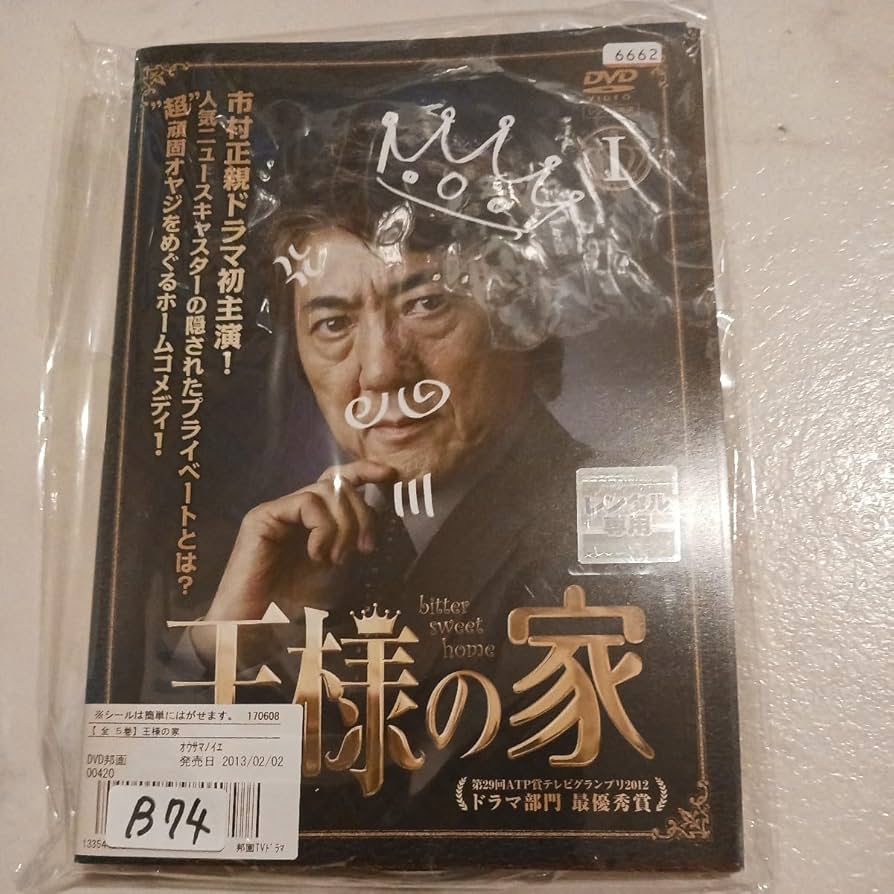 6662
DVD
VIDEO
I
市村正親ドラマ初主演!
人気ニュースキャスターの隠されたプライベートとは?
"超"頑固オヤジをめぐるホームコメディ!
レンタル
専用
bitter
sweet
home
王様の家
第29回ATP賞テレビグランプリ2012
ドラマ部門 最優秀賞
※シールは簡単にはがせます。 170608
【 全 5巻】王様の家
オウサマノイエ
DVD邦画 発売日 2013/02/02
00420
B74
13354
邦画TVドラマ